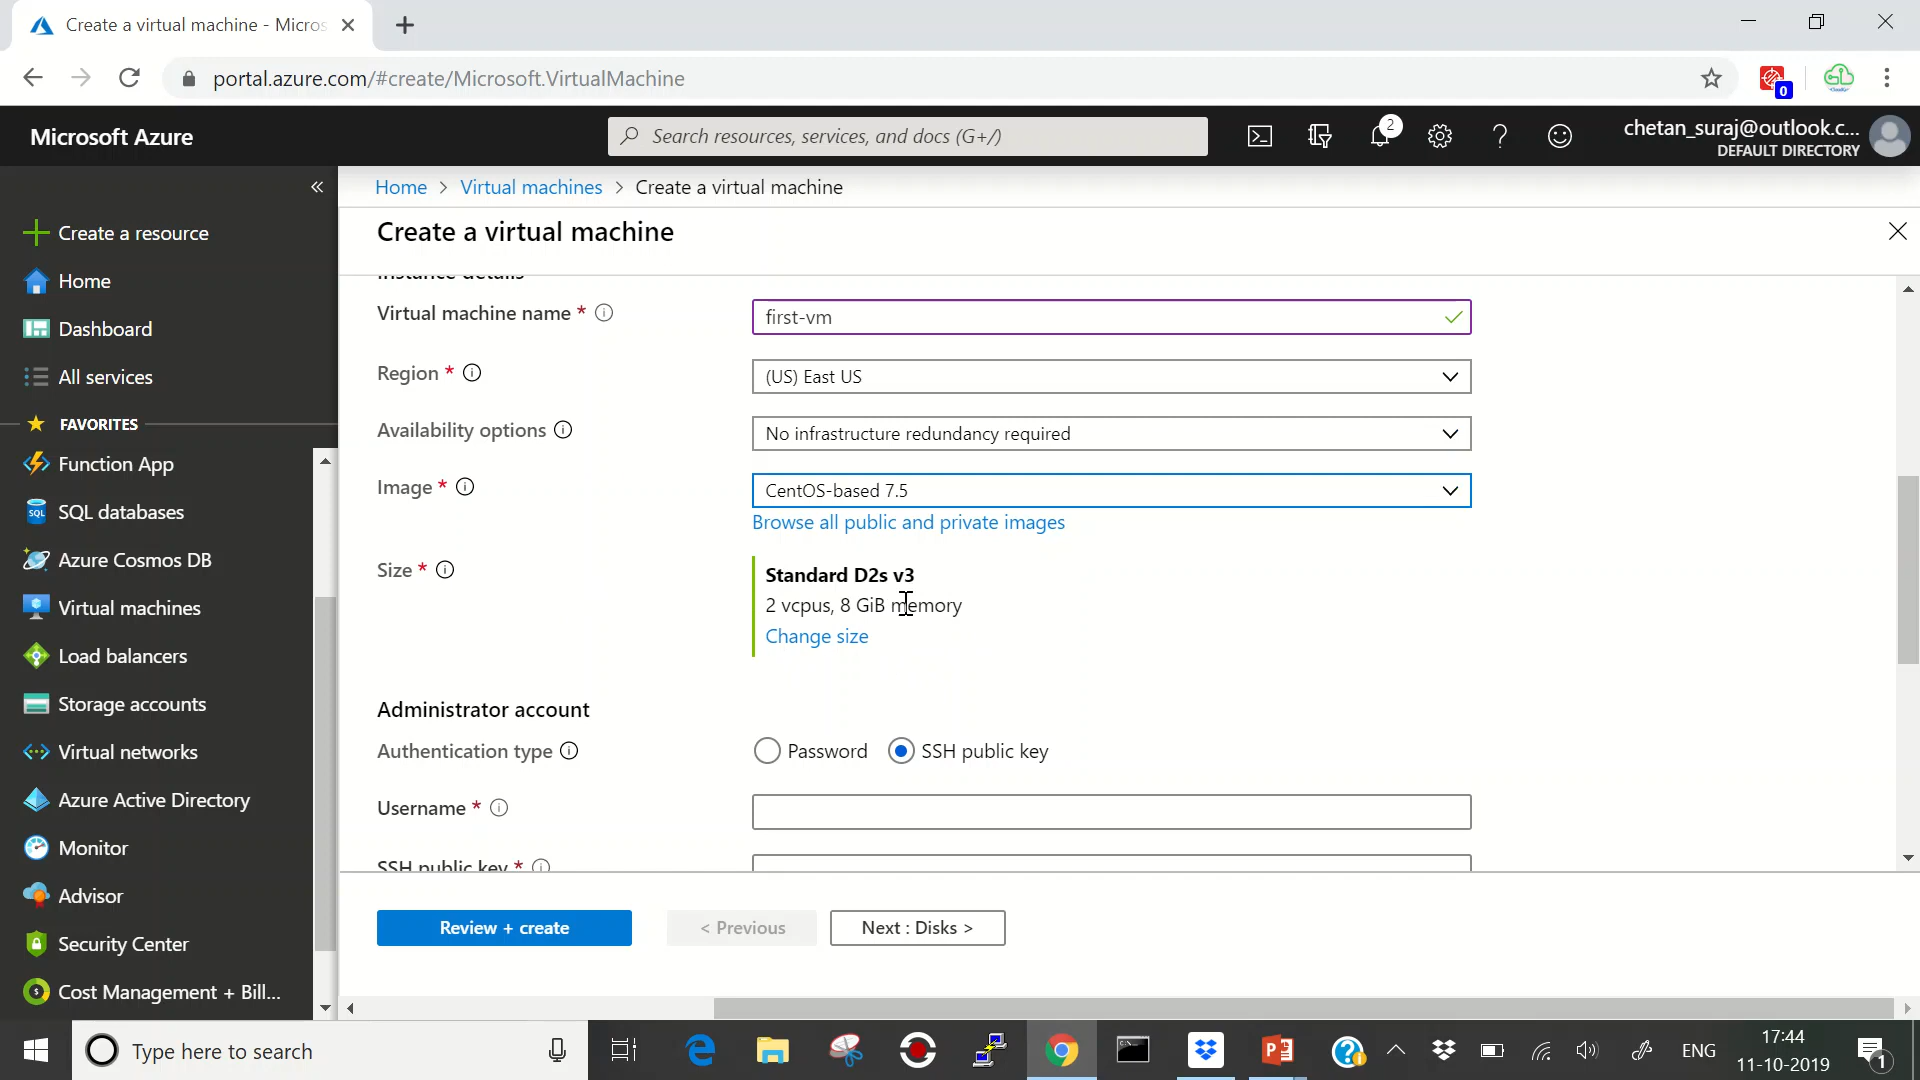 Create a virtual machine - Micros
portal.azure.com/#create/Microsoft.VirtualMachine
0
Microsoft Azure
Search resources, services, and docs (G+/)
2
chetan_suraj@outlook.c...
DEFAULT DIRECTORY
Home > Virtual machines > Create a virtual machine
Create a virtual machine
Create a resource
Home
Dashboard
All services
FAVORITES
Function App
SQL databases
Azure Cosmos DB
Virtual machines
Load balancers
Storage accounts
Virtual networks
Azure Active Directory
Monitor
Advisor
Security Center
Cost Management + Bill...
Instance details
Virtual machine name *
first-vm
Region *
(US) East US
Availability options
No infrastructure redundancy required
Image *
CentOS-based 7.5
Browse all public and private images
Size *
Standard D2s v3
2 vcpus, 8 GiB memory
Change size
Administrator account
Authentication type
Password
SSH public key
Username *
SSH public key *
Review + create
< Previous
Next : Disks >
Type here to search
ENG
17:44
11-10-2019
1